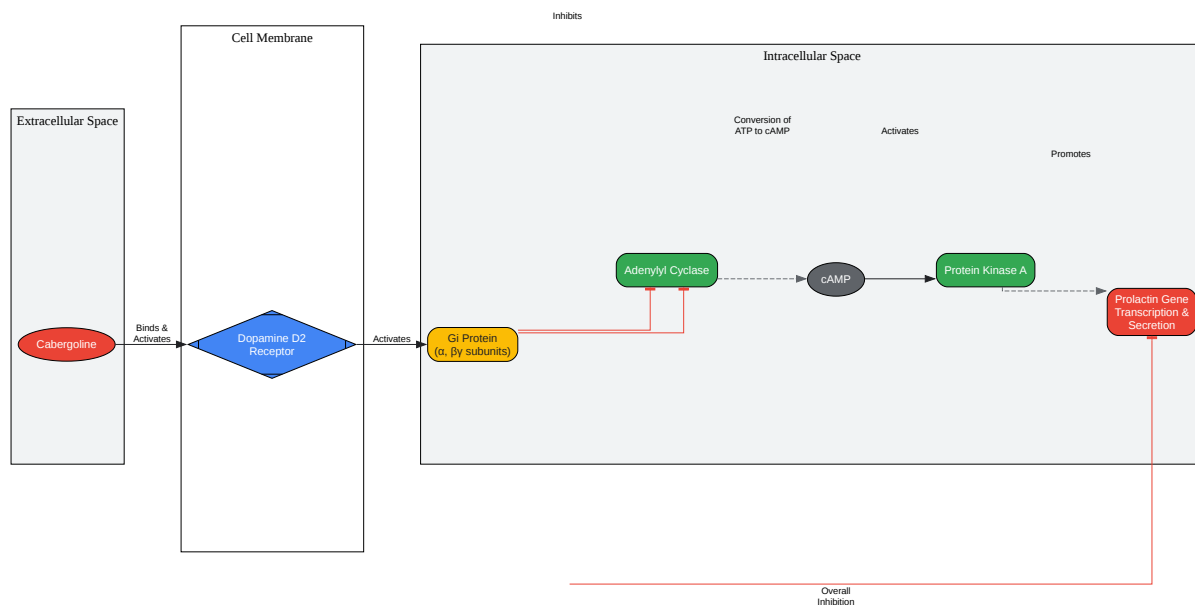 Inhibits
Cell Membrane
Intracellular Space
Extracellular Space
Conversion of
ATP to cAMP
Activates
Promotes
Adenylyl Cyclase
cAMP
Protein Kinase A
Prolactin Gene
Transcription &
Secretion
Cabergoline
Binds &
Activates
Dopamine D2
Receptor
Activates
Gi Protein
(α, βγ subunits)
Overall
Inhibition